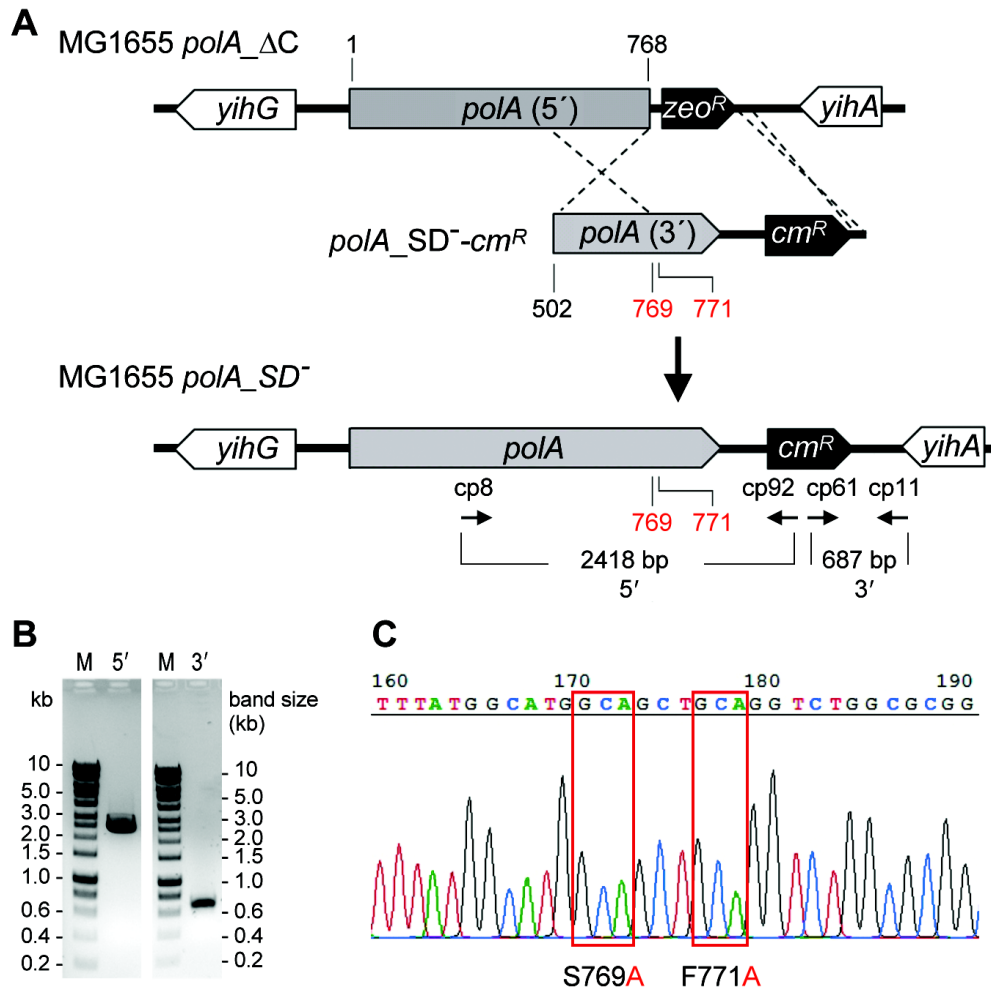 A
MG1655 polA_ΔC
1 768
yihG polA (5´) zeoR yihA
polA_SD⁻-cmR polA (3´) cmR
502 769 771
MG1655 polA_SD⁻
yihG polA cmR yihA
cp8 769 771 cp92 cp61 cp11
2418 bp 687 bp
5′ 3′
B
M 5′ M 3′
kb band size
(kb)
10 10
5.0 5.0
3.0 3.0
2.0 2.0
1.5 1.5
1.0 1.0
0.6 0.6
0.4 0.4
0.2 0.2
C
160 170 180 190
TTTATGGCATGGCAGCTGCAGGTCTGGCGCGG
S769A F771A